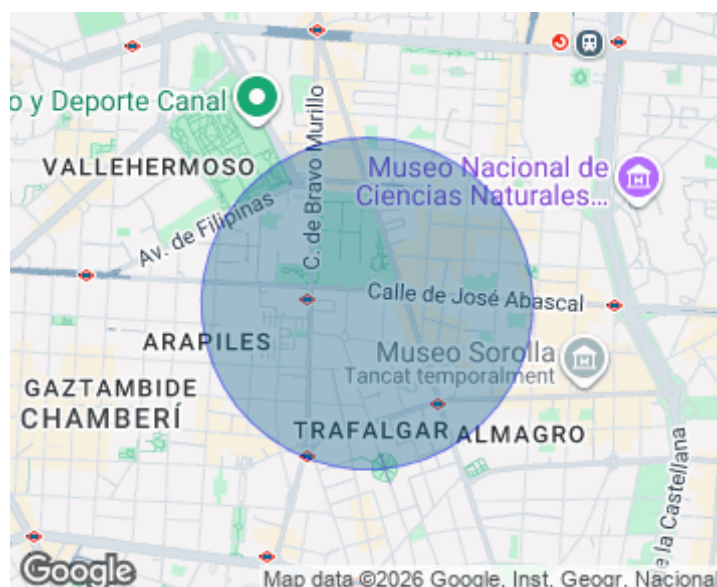 o y Deporte Canal
C. de Bravo Murillo
VALLEHERMOSO
Museo Nacional de
Ciencias Naturales...
Av. de Filipinas
Calle de José Abascal
ARAPILES
Museo Sorolla
Tancat temporalment
GAZTAMBIDE
CHAMBERÍ
TRAFALGAR
ALMAGRO
e la Castellana
Google
Map data ©2026 Google, Inst. Geogr. Nacional